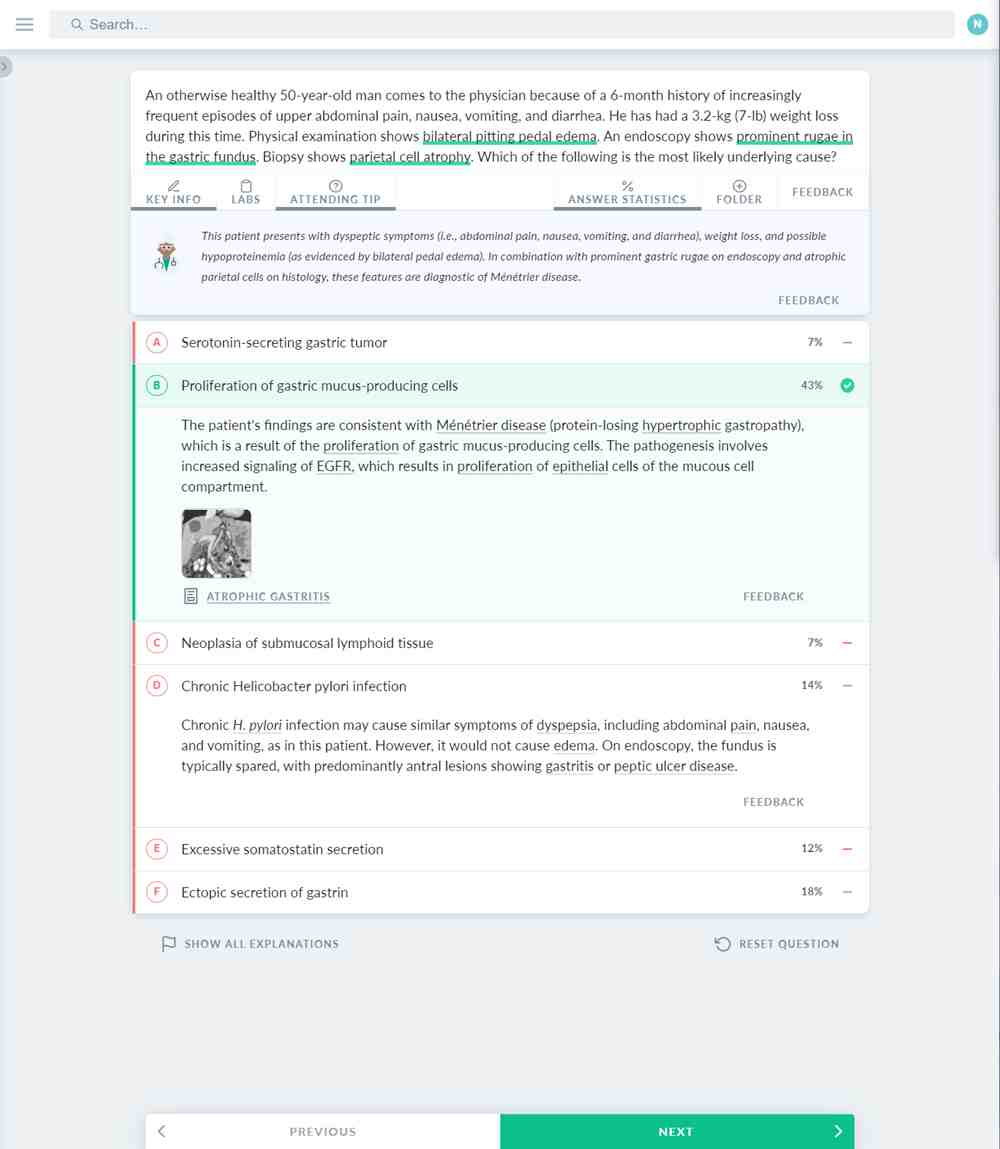 Search...
N
An otherwise healthy 50-year-old man comes to the physician because of a 6-month history of increasingly
frequent episodes of upper abdominal pain, nausea, vomiting, and diarrhea. He has had a 3.2-kg (7-lb) weight loss
during this time. Physical examination shows bilateral pitting pedal edema. An endoscopy shows prominent rugae in
the gastric fundus. Biopsy shows parietal cell atrophy. Which of the following is the most likely underlying cause?
KEY INFO
LABS
ATTENDING TIP
ANSWER STATISTICS
FOLDER
FEEDBACK
This patient presents with dyspeptic symptoms (i.e., abdominal pain, nausea, vomiting, and diarrhea), weight loss, and possible
hypoproteinemia (as evidenced by bilateral pedal edema). In combination with prominent gastric rugae on endoscopy and atrophic
parietal cells on histology, these features are diagnostic of Ménétrier disease.
FEEDBACK
A Serotonin-secreting gastric tumor 7%
B Proliferation of gastric mucus-producing cells 43%
The patient's findings are consistent with Ménétrier disease (protein-losing hypertrophic gastropathy),
which is a result of the proliferation of gastric mucus-producing cells. The pathogenesis involves
increased signaling of EGFR, which results in proliferation of epithelial cells of the mucous cell
compartment.
ATROPHIC GASTRITIS
FEEDBACK
C Neoplasia of submucosal lymphoid tissue 7%
D Chronic Helicobacter pylori infection 14%
Chronic H. pylori infection may cause similar symptoms of dyspepsia, including abdominal pain, nausea,
and vomiting, as in this patient. However, it would not cause edema. On endoscopy, the fundus is
typically spared, with predominantly antral lesions showing gastritis or peptic ulcer disease.
FEEDBACK
E Excessive somatostatin secretion 12%
F Ectopic secretion of gastrin 18%
SHOW ALL EXPLANATIONS
RESET QUESTION
PREVIOUS
NEXT